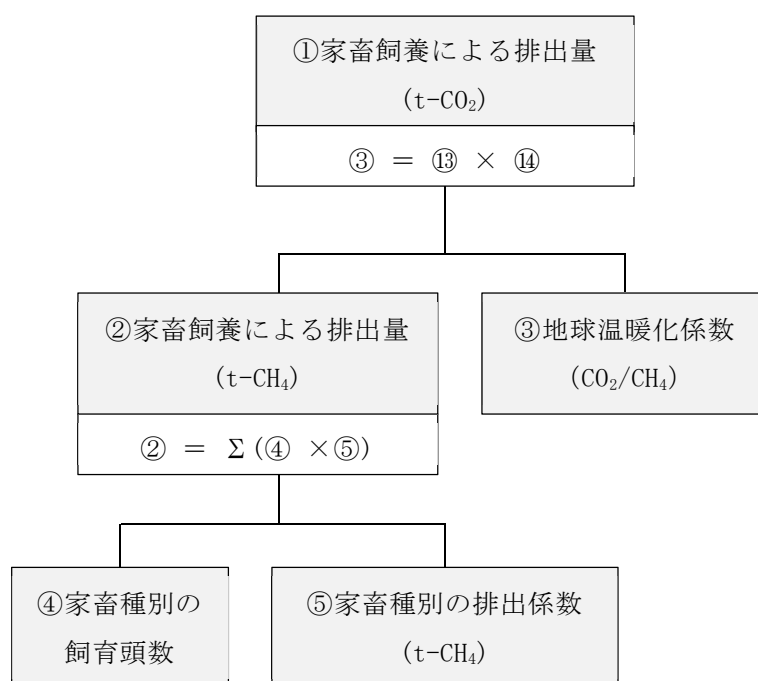 ①家畜飼養による排出量
(t-CO₂)
③ = ⑬ × ⑭
②家畜飼養による排出量
(t-CH₄)
② = Σ(④ ×⑤)
③地球温暖化係数
(CO₂/CH₄)
④家畜種別の
飼育頭数
⑤家畜種別の排出係数
(t-CH₄)